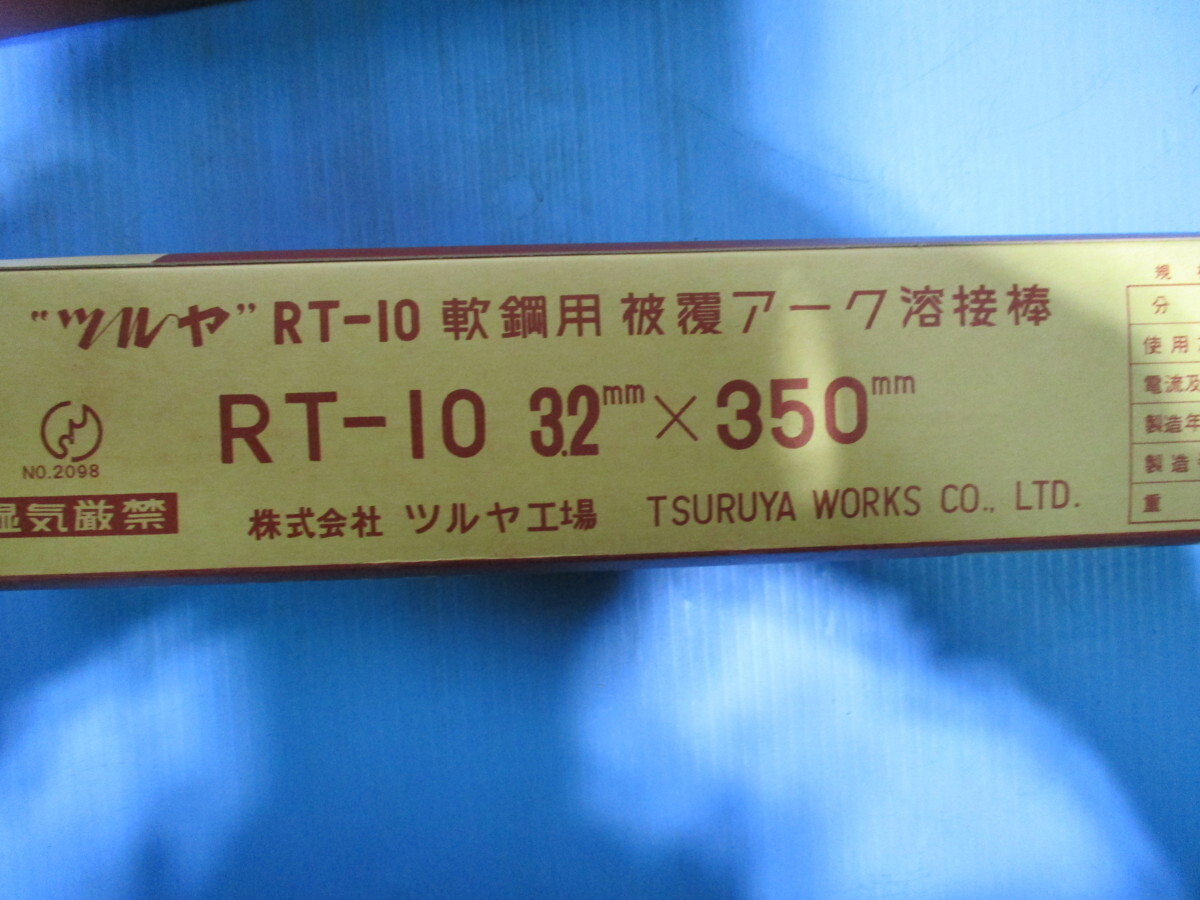 "ツルヤ" RT-10 軟鋼用 被覆アーク溶接棒
RT-10 3.2mm×350mm
NO.2098
湿気厳禁
株式会社 ツルヤ工場 TSURUYA WORKS CO., LTD.
規
分
使用
電流及
製造年
製造
重